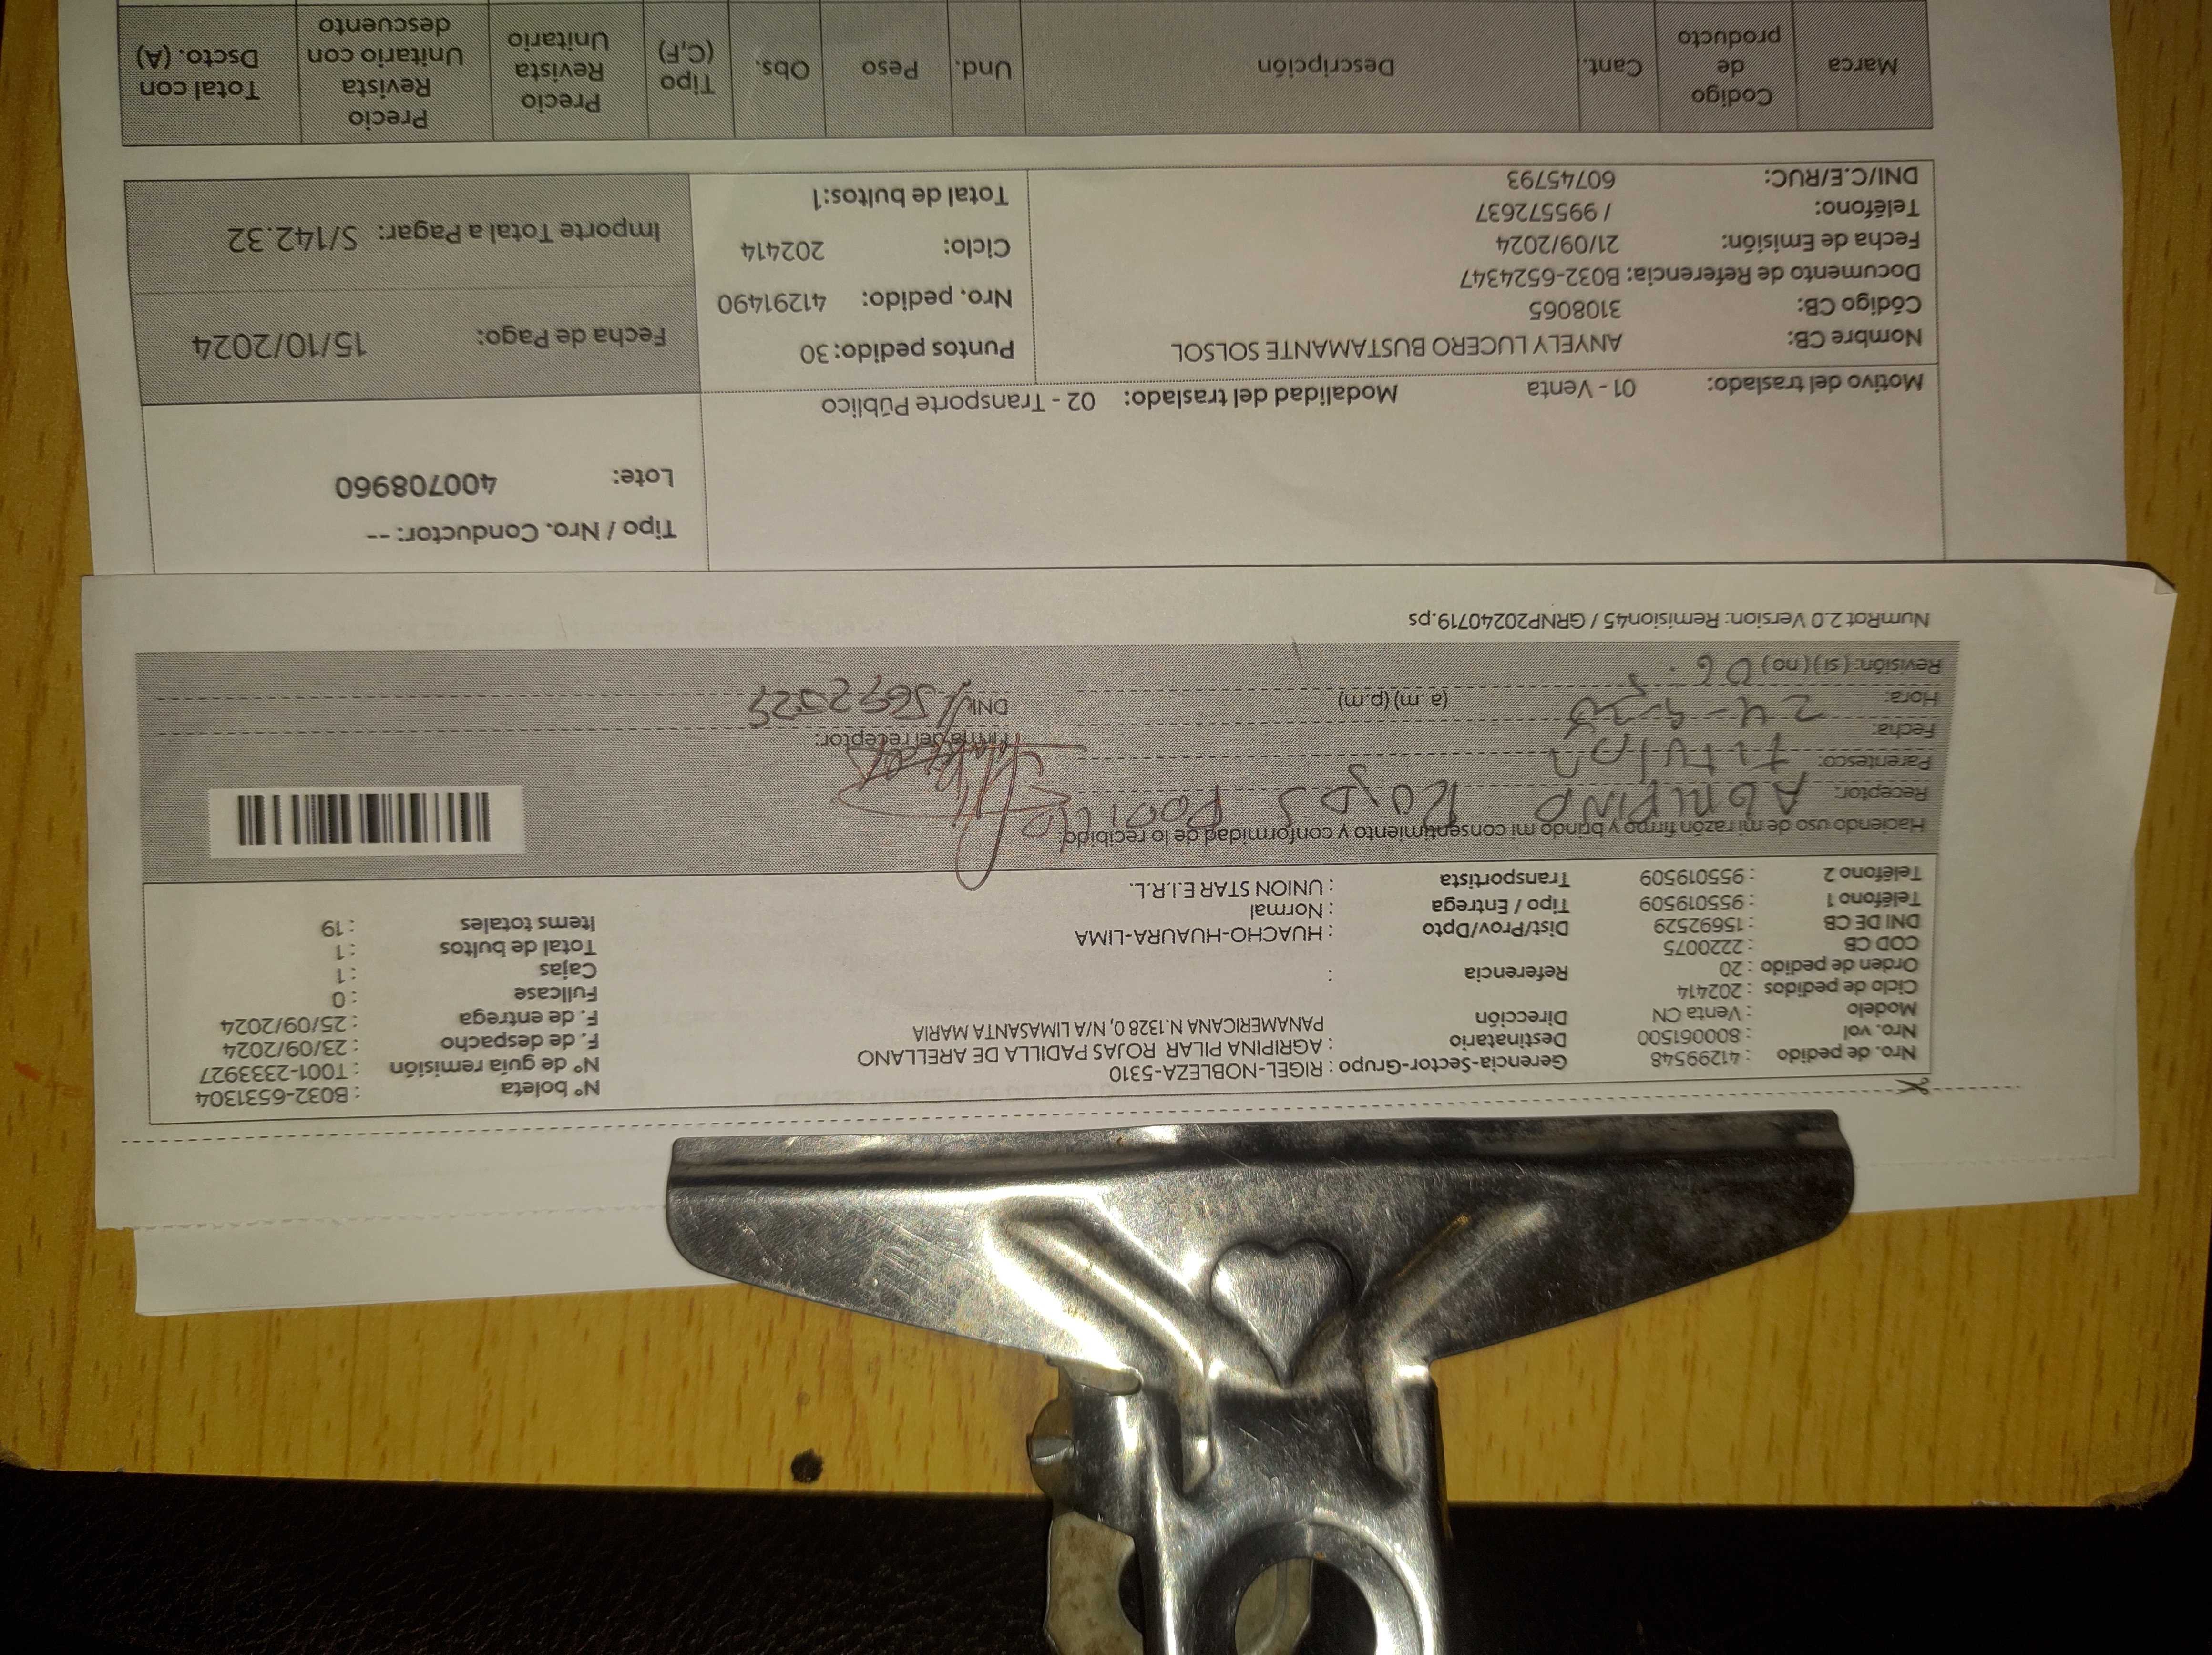 Nro. de pedido : 41299548 Gerencia-Sector-Grupo : RIGEL-NOBLEZA-5310 N° boleta : B032-6531304
Nro. vol : 800061500 Destinatario : AGRIPINA PILAR ROJAS PADILLA DE ARELLANO N° de guía remisión : T001-2333927
Modelo : Venta CN Dirección PANAMERICANA N.1328 0, N/A LIMASANTA MARIA F. de despacho : 23/09/2024
Ciclo de pedidos : 202414 F. de entrega : 25/09/2024
Orden de pedido : 20 Referencia : Fullcase : 0
COD CB : 2220075 Cajas : 1
DNI DE CB : 15692529 Dist/Prov/Dpto : HUACHO-HUAURA-LIMA Total de bultos : 1
Teléfono 1 : 955019509 Tipo / Entrega : Normal Items totales : 19
Teléfono 2 : 955019509 Transportista : UNION STAR E.I.R.L.
Haciendo uso de mi razón firmo y brindo mi consentimiento y conformidad de lo recibido.
Receptor: AGRIPINA Rojas
Parentesco: titular
Fecha: Firma del receptor:
Hora: (a.m) (p.m) DNI: 15692529
Revisión: (si) (no)
NumRot 2.0 Version: Remision45 / GRNP20240719.ps
Tipo / Nro. Conductor: --
Lote: 400708960
Motivo del traslado: 01 - Venta Modalidad del traslado: 02 - Transporte Público
Nombre CB: ANYELY LUCERO BUSTAMANTE SOLSOL Puntos pedido: 30 Fecha de Pago: 15/10/2024
Código CB: 3108065
Documento de Referencia: B032-6524347 Nro. pedido: 41291490
Fecha de Emisión: 21/09/2024 Ciclo: 202414 Importe Total a Pagar: S/142.32
Teléfono: / 995572637
DNI/C.E/RUC: 60745793 Total de bultos:1
Marca Codigo de producto Cant. Descripción Und. Peso Obs. Tipo (C,F) Precio Revista Unitario Precio Revista Unitario con descuento Total con Dscto. (A)